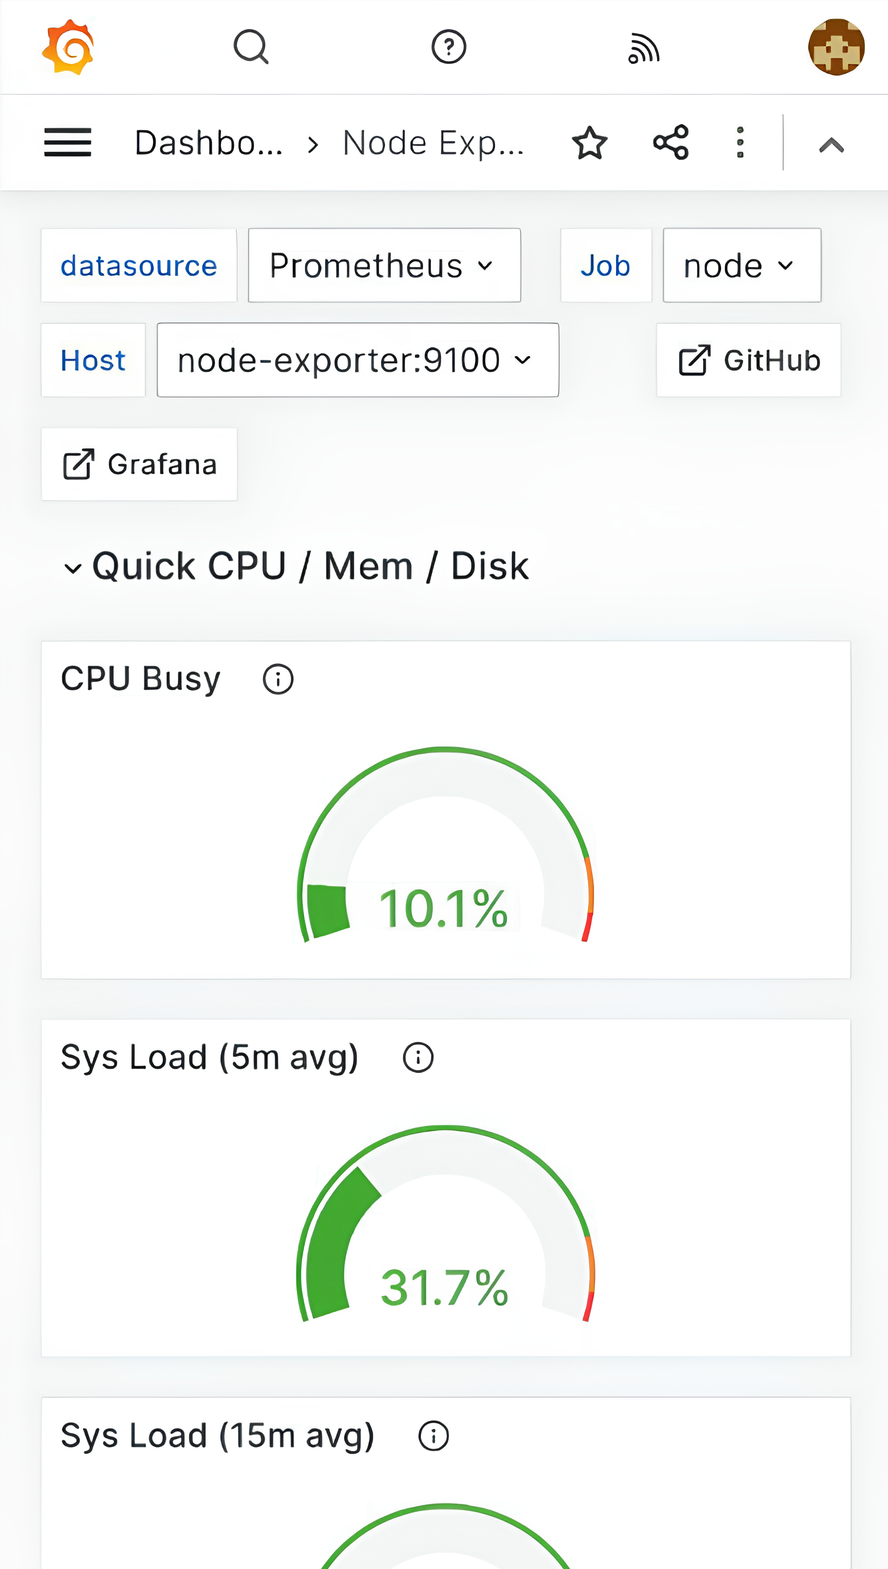 Dashbo... › Node Exp...
datasource Prometheus Job node
Host node-exporter:9100 GitHub
Grafana
Quick CPU / Mem / Disk
CPU Busy
10.1%
Sys Load (5m avg)
31.7%
Sys Load (15m avg)